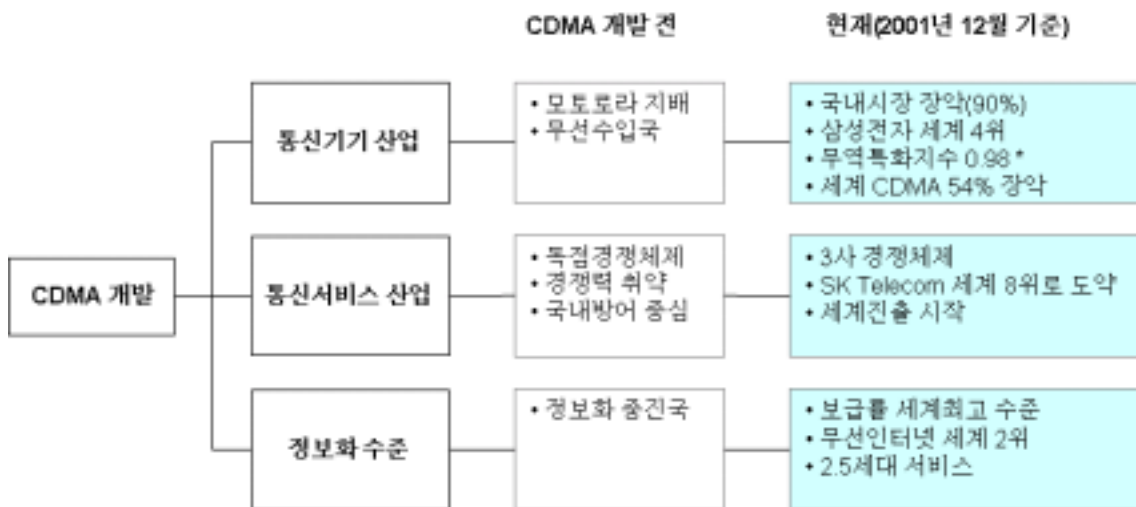 CDMA 개발 전
현재(2001년 12월 기준)
통신기기 산업
• 모토로라 지배
• 무선수입국
• 국내시장 장악(90%)
• 삼성전자 세계 4위
• 무역특화지수 0.98 *
• 세계 CDMA 54% 장악
CDMA 개발
통신서비스 산업
• 독점경쟁체제
• 경쟁력 취약
• 국내방어 중심
• 3사 경쟁체제
• SK Telecom 세계 8위로 도약
• 세계진출 시작
정보화 수준
• 정보화 중진국
• 보급률 세계최고 수준
• 무선인터넷 세계 2위
• 2.5세대 서비스